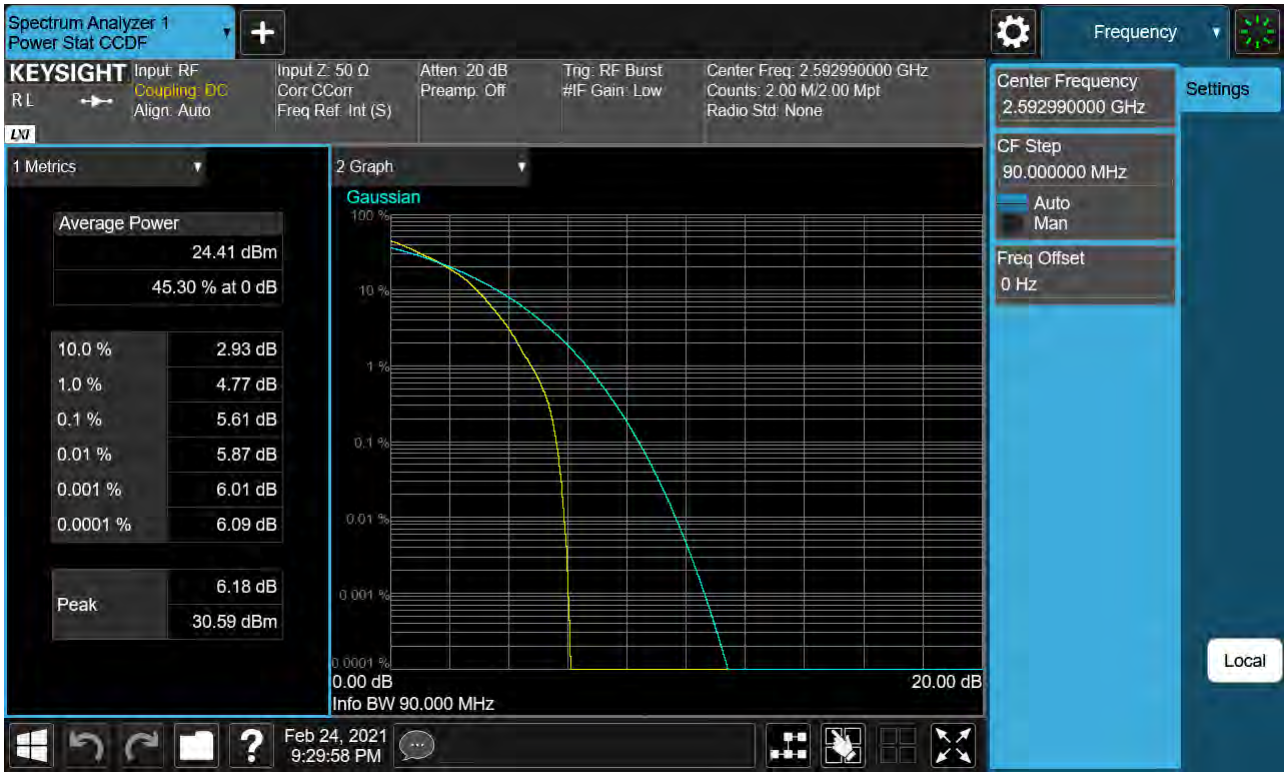 Spectrum Analyzer 1
Power Stat CCDF
Frequency
KEYSIGHT
R L
LXI
Input: RF
Coupling: DC
Align: Auto
Input Z: 50 Ω
Corr CCorr
Freq Ref: Int (S)
Atten: 20 dB
Preamp: Off
Trig: RF Burst
#IF Gain: Low
Center Freq: 2.592990000 GHz
Counts: 2.00 M/2.00 Mpt
Radio Std: None
Center Frequency
2.592990000 GHz
Settings
CF Step
90.000000 MHz
Auto
Man
Freq Offset
0 Hz
1 Metrics
Average Power
24.41 dBm
45.30 % at 0 dB
10.0 % 2.93 dB
1.0 % 4.77 dB
0.1 % 5.61 dB
0.01 % 5.87 dB
0.001 % 6.01 dB
0.0001 % 6.09 dB
Peak
6.18 dB
30.59 dBm
2 Graph
Gaussian
100 %
10 %
1 %
0.1 %
0.01 %
0.001 %
0.0001 %
0.00 dB 20.00 dB
Info BW 90.000 MHz
Local
?
Feb 24, 2021
9:29:58 PM